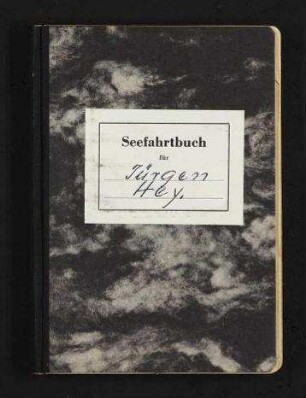 Seefahrtbuch
für
Jürgen
Hey.